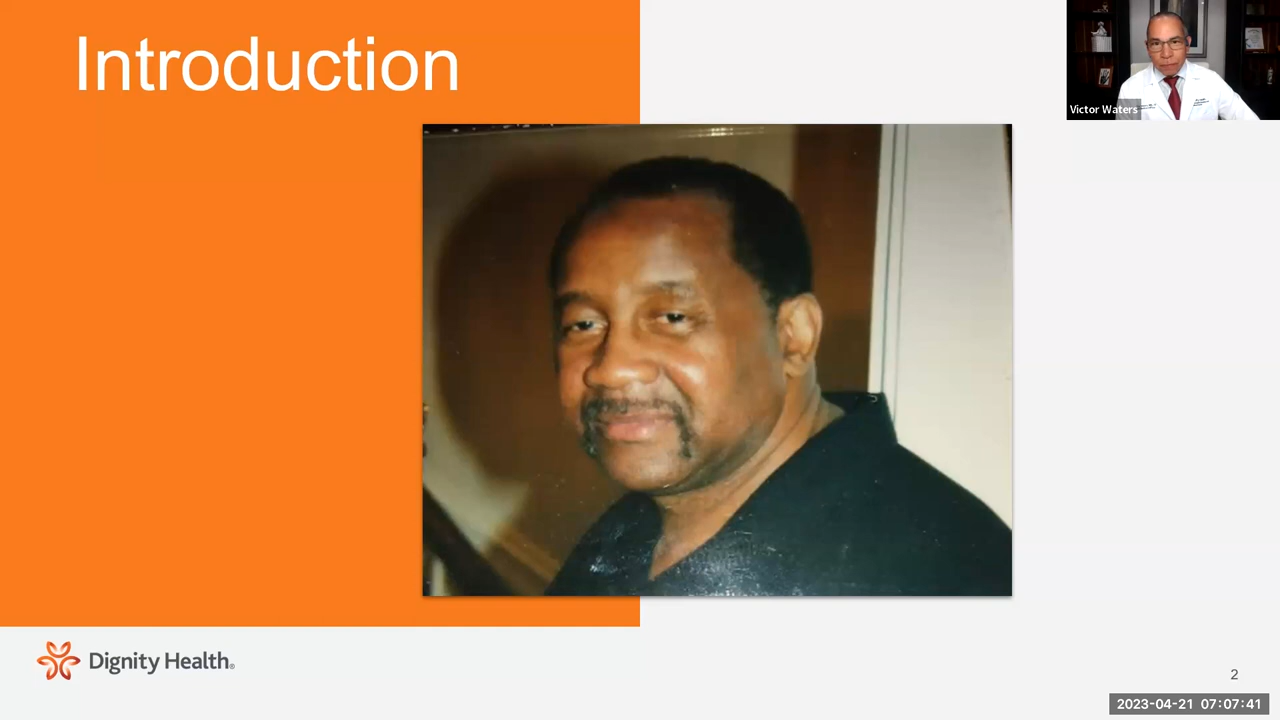 Introduction
Victor Waters
Dignity Health®
2
2023-04-21 07:07:41